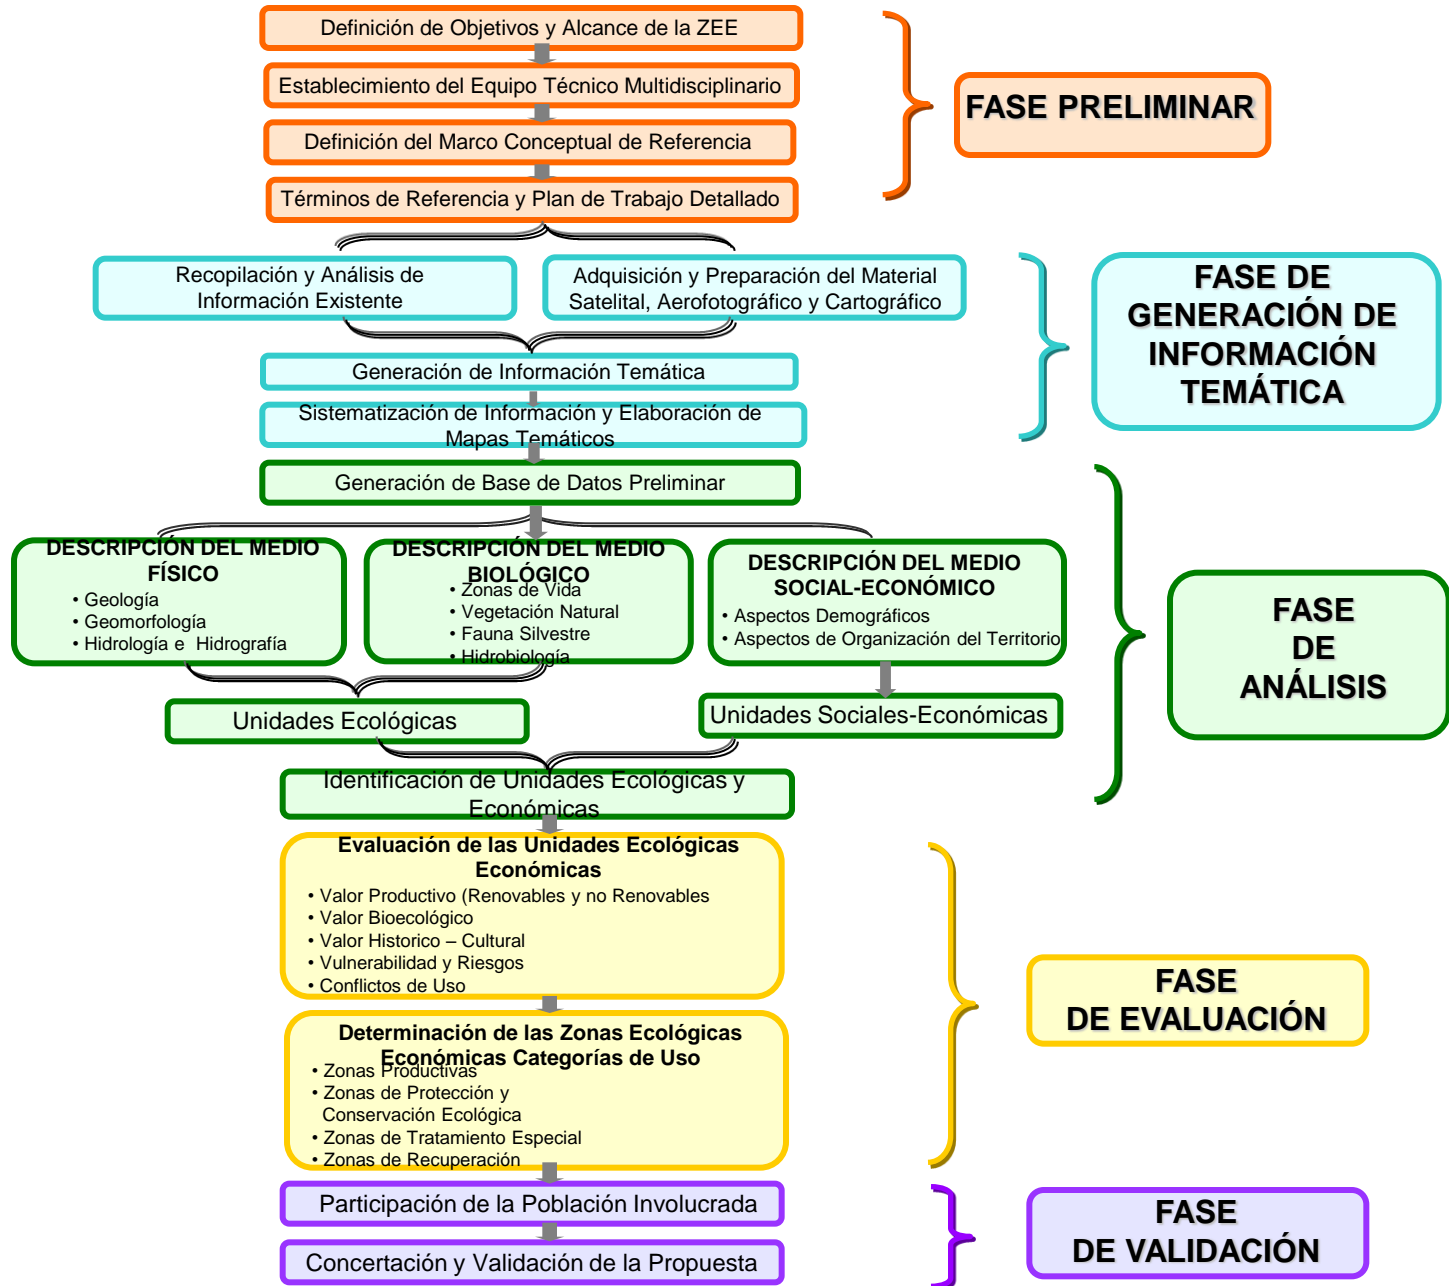 Definición de Objetivos y Alcance de la ZEE
Establecimiento del Equipo Técnico Multidisciplinario
Definición del Marco Conceptual de Referencia
Términos de Referencia y Plan de Trabajo Detallado
FASE PRELIMINAR
Recopilación y Análisis de
Información Existente
Adquisición y Preparación del Material
Satelital, Aerofotográfico y Cartográfico
Generación de Información Temática
Sistematización de Información y Elaboración de
Mapas Temáticos
FASE DE
GENERACIÓN DE
INFORMACIÓN
TEMÁTICA
Generación de Base de Datos Preliminar
DESCRIPCIÓN DEL MEDIO
FÍSICO
• Geología
• Geomorfología
• Hidrología e Hidrografía
DESCRIPCIÓN DEL MEDIO
BIOLÓGICO
• Zonas de Vida
• Vegetación Natural
• Fauna Silvestre
• Hidrobiología
DESCRIPCIÓN DEL MEDIO
SOCIAL-ECONÓMICO
• Aspectos Demográficos
• Aspectos de Organización del Territorio
Unidades Ecológicas
Unidades Sociales-Económicas
Identificación de Unidades Ecológicas y
Económicas
FASE
DE
ANÁLISIS
Evaluación de las Unidades Ecológicas
Económicas
• Valor Productivo (Renovables y no Renovables
• Valor Bioecológico
• Valor Historico – Cultural
• Vulnerabilidad y Riesgos
• Conflictos de Uso
Determinación de las Zonas Ecológicas
Económicas Categorías de Uso
• Zonas Productivas
• Zonas de Protección y
Conservación Ecológica
• Zonas de Tratamiento Especial
• Zonas de Recuperación
FASE
DE EVALUACIÓN
Participación de la Población Involucrada
Concertación y Validación de la Propuesta
FASE
DE VALIDACIÓN